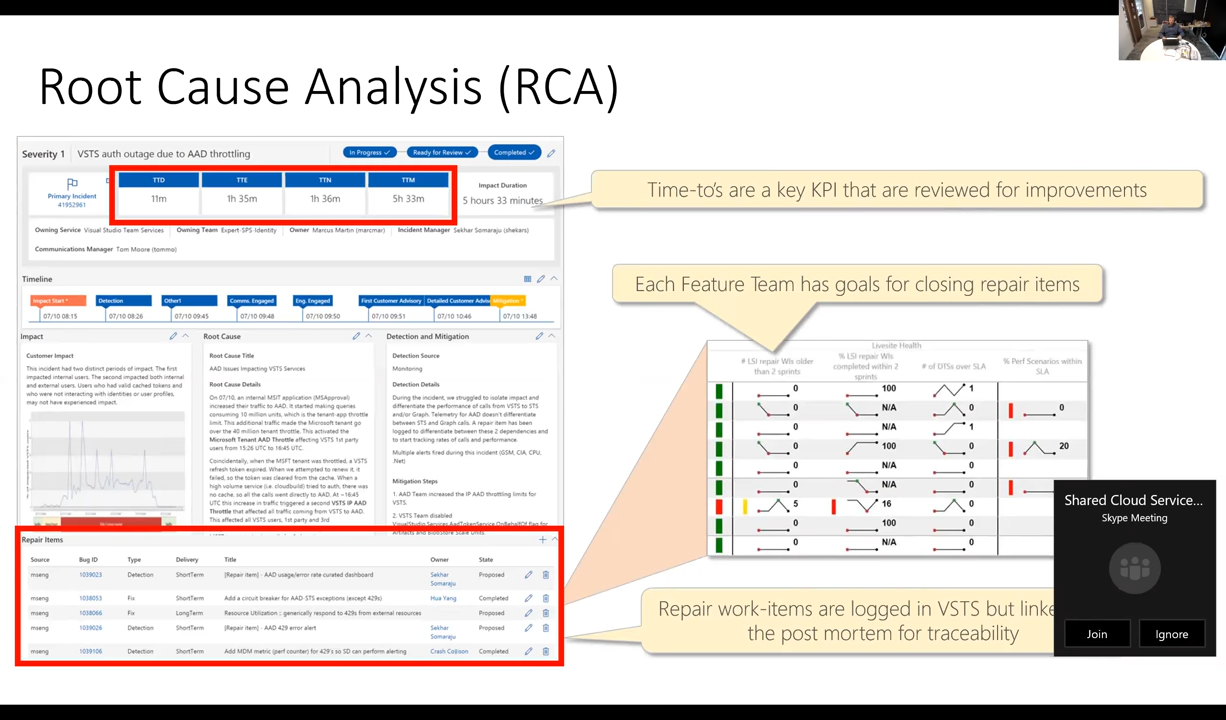 Root Cause Analysis (RCA)
Severity 1 VSTS auth outage due to AAD throttling
In Progress Ready for Review Completed
Primary Incident
41952961
TTD TTE TTN TTM
11m 1h 35m 1h 36m 5h 33m
Impact Duration
5 hours 33 minutes
Owning Service Visual Studio Team Services Owning Team Expert-SPS-Identity Owner Marcus Martin (marcmar) Incident Manager Sekhar Somaraju (shekars)
Communications Manager Tom Moore (tommo)
Timeline
Impact Start * Detection Other1 Comms. Engaged Eng. Engaged First Customer Advisory Detailed Customer Advis Mitigation *
07/10 08:15 07/10 08:26 07/10 09:45 07/10 09:48 07/10 09:50 07/10 09:51 07/10 10:46 07/10 13:48
Impact
Customer Impact
This incident had two distinct periods of impact. The first
impacted internal. The second impacted both internal
and external users. Users who had valid cached tokens and
who were not interacting with identities or user profiles,
may not have experienced impact.
Root Cause
Root Cause Title
AAD Issues Impacting VSTS Services
Root Cause Details
On 07/10, an internal MSiT application (MSApproval)
increased their traffic to AAD. It started making queries
consuming 10 million units, which is the tenant-app throttle
limit. This additional traffic made the Microsoft tenant go
over the 40 million tenant throttle. This activated the
Microsoft Tenant AAD Throttle affecting VSTS 1st party
users from 15:26 UTC to 16:45 UTC.
Coincidentally, when the MSFT tenant was throttled, a VSTS
refresh token expired. When we attempted to renew it, it
failed, so the token was cleared from the cache. When a
high volume service (i.e. cloudbuild) tried to auth, there was
no cache, so all the calls went directly to AAD. At ~16:45
UTC this increase in traffic triggered a second VSTS IP AAD
Throttle that affected all traffic coming from VSTS to AAD.
This affected all VSTS users, 1st party and 3rd
Detection and Mitigation
Detection Source
Monitoring
Detection Details
During the incident, we struggled to isolate impact and
differentiate the performance of calls from VSTS to STS
and/or Graph. Telemetry for AAD doesn't differentiate
between STS and Graph calls. A repair item has been
logged to differentiate between these 2 dependencies and
to start tracking rates of calls and performance.
Multiple alerts fired during this incident (GSM, CIA, CPU,
.Net)
Mitigation Steps
1. AAD Team increased the IP AAD throttling limits for
VSTS.
2. VSTS Team disabled
VisualStudio.Services.AadTokenService.OnBehalfOf flag for
Artifacts and Blobstore Scale Units.
Repair Items
Source Bug ID Type Delivery Title Owner State
mseng 1039023 Detection ShortTerm [Repair item] - AAD usage/error rate curated dashboard Sekhar Somaraju Proposed
mseng 1038053 Fix ShortTerm Add a circuit breaker for AAD-STS exceptions (except 429s) Hua Yang Completed
mseng 1038066 Fix LongTerm Resource Utilization :: generically respond to 429s from external resources Proposed
mseng 1039026 Detection ShortTerm [Repair item] - AAD 429 error alert Sekhar Somaraju Proposed
mseng 1039106 Detection ShortTerm Add MDM metric (perf counter) for 429's so SD can perform alerting Crash Collison Completed
Time-to's are a key KPI that are reviewed for improvements
Each Feature Team has goals for closing repair items
Livesite Health
# LSI repair WIs older than 2 sprints
% LSI repair WIs completed within 2 sprints
# of DTSs over SLA
% Perf Scenarios within SLA
0 100 1
0 N/A 0 0
0 N/A 1
0 100 0 20
0 N/A 0
0 N/A 0
5 16 0
0 100 0
0 N/A 0
Repair work-items are logged in VSTS but linke
the post mortem for traceability
Shared Cloud Service...
Skype Meeting
Join Ignore